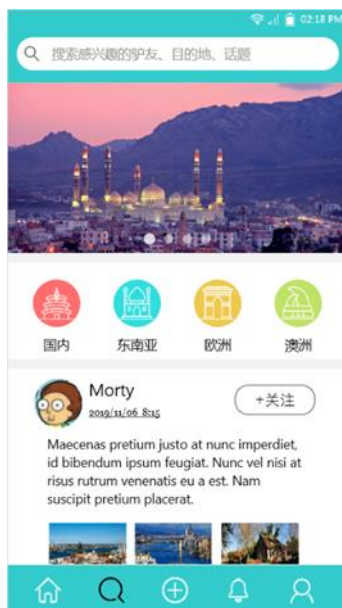 02:18 PM
搜索感兴趣的驴友、目的地、话题
国内 东南亚 欧洲 澳洲
Morty
2019/11/06 8:15
+关注
Maecenas pretium justo at nunc imperdiet,
id bibendum ipsum feugiat. Nunc vel nisi at
risus rutrum venenatis eu a est. Nam
suscipit pretium placerat.